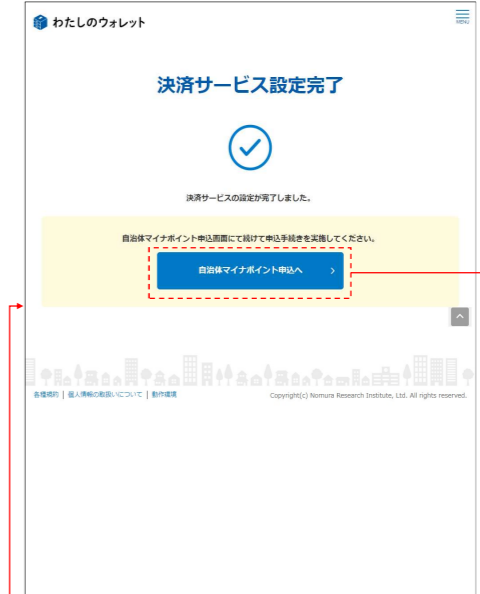 わたしのウォレット
MENU
決済サービス設定完了
決済サービスの設定が完了しました。
自治体マイナポイント申込画面にて続けて申込手続きを実施してください。
自治体マイナポイント申込へ
各種規約 | 個人情報の取扱いについて | 動作環境
Copyright(c) Nomura Research Institute, Ltd. All rights reserved.